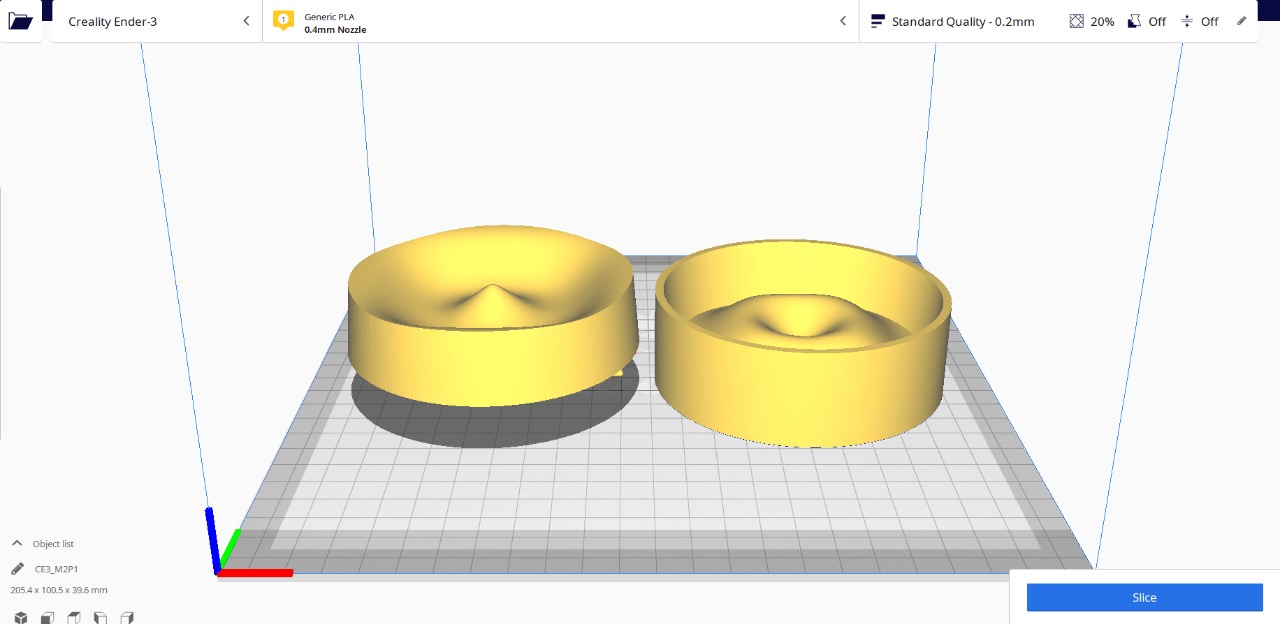 Creality Ender-3
1
Generic PLA
0.4mm Nozzle
Standard Quality - 0.2mm
20%
Off
Off
Object list
CE3_M2P1
205.4 x 100.5 x 39.6 mm
Slice